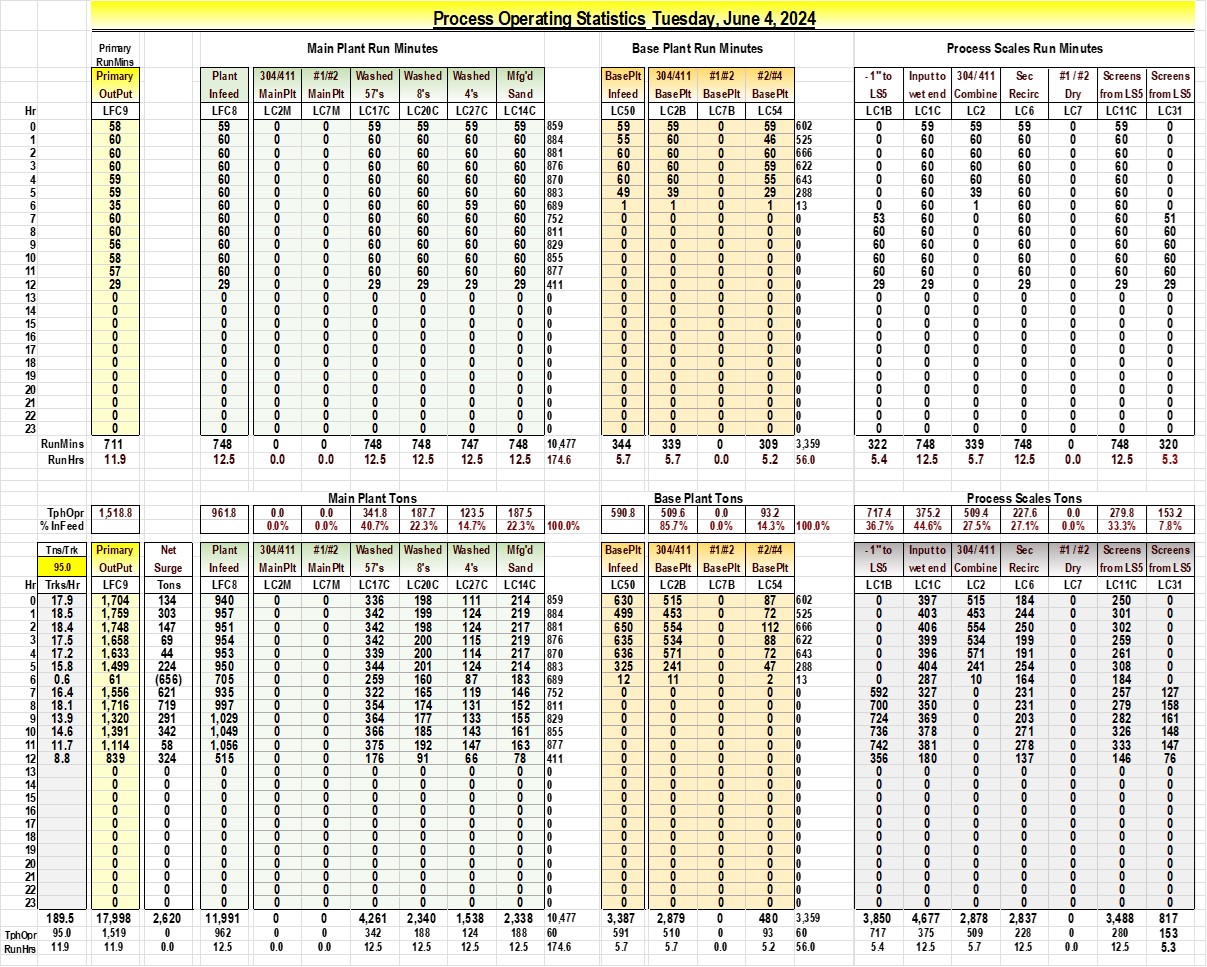 Process Operating Statistics Tuesday, June 4, 2024
Primary Main Plant Run Minutes Base Plant Run Minutes Process Scales Run Minutes
RunMins
Primary Plant 304/411 #1/#2 Washed Washed Washed Mfg'd BasePlt 304/411 #1/#2 #2/#4 -1" to Input to 304/411 Sec #1/#2 Screens Screens
OutPut Infeed MainPlt MainPlt 57's 8's 4's Sand Infeed BasePlt BasePlt BasePlt LS5 wet end Combine Recirc Dry from LS5 from LS5
Hr LFC9 LFC8 LC2M LC7M LC17C LC20C LC27C LC14C LC50 LC2B LC7B LC54 LC1B LC1C LC2 LC6 LC7 LC11C LC31
0 58 59 0 0 59 59 59 59 859 59 59 0 59 602 0 59 59 59 0 59 0
1 60 60 0 0 60 60 60 60 884 55 60 0 46 525 0 60 60 60 0 60 0
2 60 60 0 0 60 60 60 60 881 60 60 0 60 666 0 60 60 60 0 60 0
3 60 60 0 0 60 60 60 60 876 60 60 0 59 622 0 60 60 60 0 60 0
4 59 60 0 0 60 60 60 60 870 60 60 0 55 643 0 60 60 60 0 60 0
5 59 60 0 0 60 60 60 60 883 49 39 0 29 288 0 60 39 60 0 60 0
6 35 60 0 0 60 60 59 60 689 1 1 0 1 13 0 60 1 60 0 60 0
7 60 60 0 0 60 60 60 60 752 0 0 0 0 0 53 60 0 60 0 60 51
8 60 60 0 0 60 60 60 60 811 0 0 0 0 0 60 60 0 60 0 60 60
9 56 60 0 0 60 60 60 60 829 0 0 0 0 0 60 60 0 60 0 60 60
10 58 60 0 0 60 60 60 60 855 0 0 0 0 0 60 60 0 60 0 60 60
11 57 60 0 0 60 60 60 60 877 0 0 0 0 0 60 60 0 60 0 60 60
12 29 29 0 0 29 29 29 29 411 0 0 0 0 0 29 29 0 29 0 29 29
13 0 0 0 0 0 0 0 0 0 0 0 0 0 0 0 0 0 0 0 0 0
14 0 0 0 0 0 0 0 0 0 0 0 0 0 0 0 0 0 0 0 0 0
15 0 0 0 0 0 0 0 0 0 0 0 0 0 0 0 0 0 0 0 0 0
16 0 0 0 0 0 0 0 0 0 0 0 0 0 0 0 0 0 0 0 0 0
17 0 0 0 0 0 0 0 0 0 0 0 0 0 0 0 0 0 0 0 0 0
18 0 0 0 0 0 0 0 0 0 0 0 0 0 0 0 0 0 0 0 0 0
19 0 0 0 0 0 0 0 0 0 0 0 0 0 0 0 0 0 0 0 0 0
20 0 0 0 0 0 0 0 0 0 0 0 0 0 0 0 0 0 0 0 0 0
21 0 0 0 0 0 0 0 0 0 0 0 0 0 0 0 0 0 0 0 0 0
22 0 0 0 0 0 0 0 0 0 0 0 0 0 0 0 0 0 0 0 0 0
23 0 0 0 0 0 0 0 0 0 0 0 0 0 0 0 0 0 0 0 0 0
RunMins 711 748 0 0 748 748 747 748 10,477 344 339 0 309 3,359 322 748 339 748 0 748 320
RunHrs 11.9 12.5 0.0 0.0 12.5 12.5 12.5 12.5 174.6 5.7 5.7 0.0 5.2 56.0 5.4 12.5 5.7 12.5 0.0 12.5 5.3
Main Plant Tons Base Plant Tons Process Scales Tons
TphOpr 1,518.8 961.8 0.0 0.0 341.8 187.7 123.5 187.5 590.8 509.6 0.0 93.2 717.4 375.2 509.4 227.6 0.0 279.8 153.2
% InFeed 0.0% 0.0% 40.7% 22.3% 14.7% 22.3% 100.0% 85.7% 0.0% 14.3% 100.0% 36.7% 44.6% 27.5% 27.1% 0.0% 33.3% 7.8%
Tns/Trk Primary Net Plant 304/411 #1/#2 Washed Washed Washed Mfg'd BasePlt 304/411 #1/#2 #2/#4 -1" to Input to 304/411 Sec #1/#2 Screens Screens
95.0 OutPut Surge Infeed MainPlt MainPlt 57's 8's 4's Sand Infeed BasePlt BasePlt BasePlt LS5 wet end Combine Recirc Dry from LS5 from LS5
Hr Trks/Hr LFC9 Tons LFC8 LC2M LC7M LC17C LC20C LC27C LC14C LC50 LC2B LC7B LC54 LC1B LC1C LC2 LC6 LC7 LC11C LC31
0 17.9 1,704 134 940 0 0 336 198 111 214 859 630 515 0 87 602 0 397 515 184 0 250 0
1 18.5 1,759 303 957 0 0 342 199 124 219 884 499 453 0 72 525 0 403 453 244 0 301 0
2 18.4 1,748 147 951 0 0 342 198 124 217 881 650 554 0 112 666 0 406 554 250 0 302 0
3 17.5 1,658 69 954 0 0 342 200 115 219 876 635 534 0 88 622 0 399 534 199 0 259 0
4 17.2 1,633 44 953 0 0 339 200 114 217 870 636 571 0 72 643 0 396 571 191 0 261 0
5 15.8 1,499 224 950 0 0 344 201 124 214 883 325 241 0 47 288 0 404 241 254 0 308 0
6 0.6 61 (656) 705 0 0 259 160 87 183 689 12 11 0 2 13 0 287 10 164 0 184 0
7 16.4 1,556 621 935 0 0 322 165 119 146 752 0 0 0 0 0 592 327 0 231 0 257 127
8 18.1 1,716 719 997 0 0 354 174 131 152 811 0 0 0 0 0 700 350 0 231 0 279 158
9 13.9 1,320 291 1,029 0 0 364 177 133 155 829 0 0 0 0 0 724 369 0 203 0 282 161
10 14.6 1,391 342 1,049 0 0 366 185 143 161 855 0 0 0 0 0 736 378 0 271 0 326 148
11 11.7 1,114 58 1,056 0 0 375 192 147 163 877 0 0 0 0 0 742 381 0 278 0 333 147
12 8.8 839 324 515 0 0 176 91 66 78 411 0 0 0 0 0 356 180 0 137 0 146 76
13 0 0 0 0 0 0 0 0 0 0 0 0 0 0 0 0 0 0 0 0 0 0
14 0 0 0 0 0 0 0 0 0 0 0 0 0 0 0 0 0 0 0 0 0 0
15 0 0 0 0 0 0 0 0 0 0 0 0 0 0 0 0 0 0 0 0 0 0
16 0 0 0 0 0 0 0 0 0 0 0 0 0 0 0 0 0 0 0 0 0 0
17 0 0 0 0 0 0 0 0 0 0 0 0 0 0 0 0 0 0 0 0 0 0
18 0 0 0 0 0 0 0 0 0 0 0 0 0 0 0 0 0 0 0 0 0 0
19 0 0 0 0 0 0 0 0 0 0 0 0 0 0 0 0 0 0 0 0 0 0
20 0 0 0 0 0 0 0 0 0 0 0 0 0 0 0 0 0 0 0 0 0 0
21 0 0 0 0 0 0 0 0 0 0 0 0 0 0 0 0 0 0 0 0 0 0
22 0 0 0 0 0 0 0 0 0 0 0 0 0 0 0 0 0 0 0 0 0 0
23 0 0 0 0 0 0 0 0 0 0 0 0 0 0 0 0 0 0 0 0 0 0
189.5 17,998 2,620 11,991 0 0 4,261 2,340 1,538 2,338 10,477 3,387 2,879 0 480 3,359 3,850 4,677 2,878 2,837 0 3,488 817
TphOpr 95.0 1,519 0 962 0 0 342 188 124 188 60 591 510 0 93 60 717 375 509 228 0 280 153
RunHrs 11.9 11.9 0.0 12.5 0.0 0.0 12.5 12.5 12.5 12.5 174.6 5.7 5.7 0.0 5.2 56.0 5.4 12.5 5.7 12.5 0.0 12.5 5.3